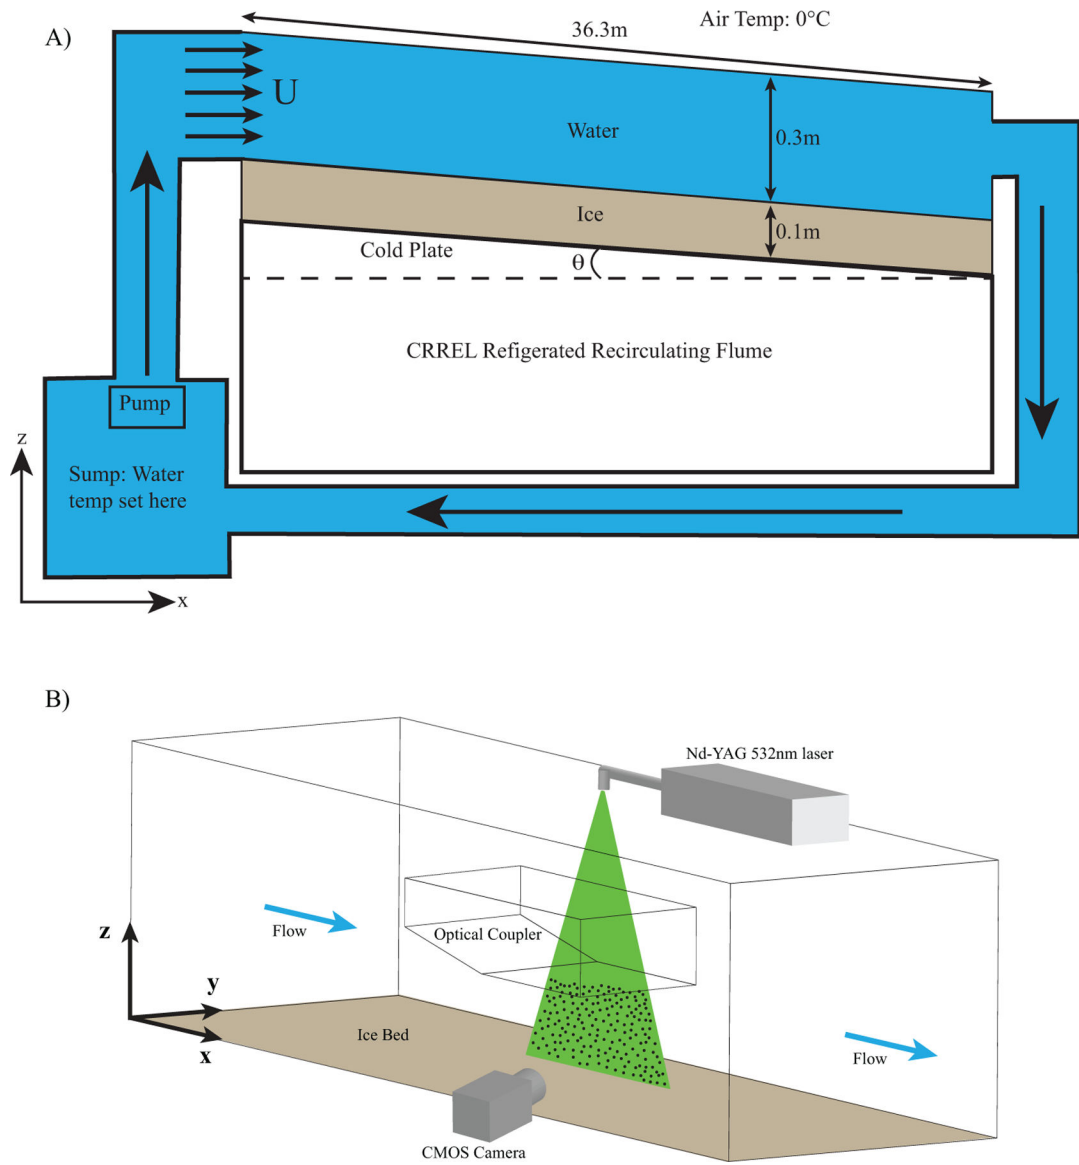 A)
Air Temp: 0°C
36.3m
U
Water
0.3m
Ice
0.1m
Cold Plate
θ
CRREL Refigerated Recirculating Flume
Pump
z
Sump: Water
temp set here
x
B)
Nd-YAG 532nm laser
Optical Coupler
Flow
z
y
x
Ice Bed
Flow
CMOS Camera